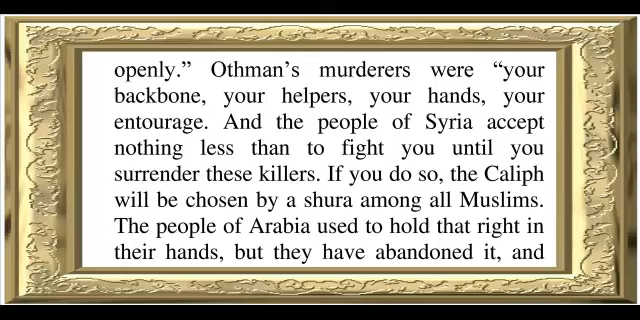 openly.” Othman’s murderers were “your
backbone, your helpers, your hands, your
entourage. And the people of Syria accept
nothing less than to fight you until you
surrender these killers. If you do so, the Caliph
will be chosen by a shura among all Muslims.
The people of Arabia used to hold that right in
their hands, but they have abandoned it, and